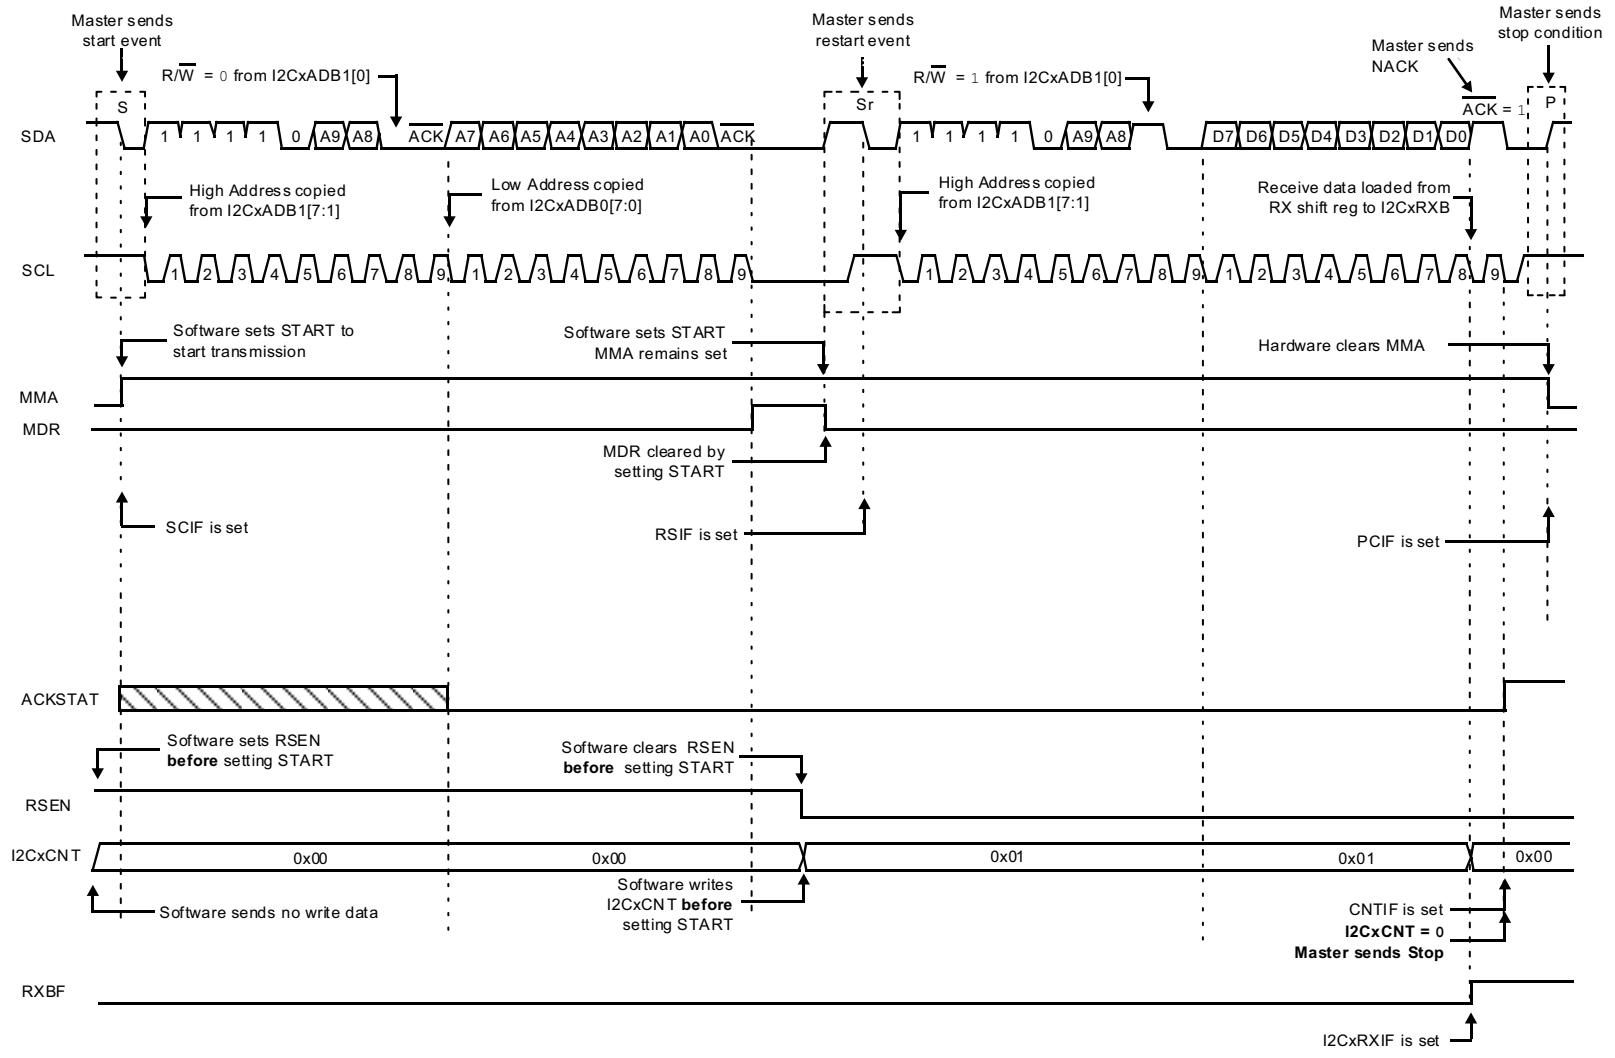 Master sends
start event
Master sends
restart event
Master sends
stop condition
Master sends
NACK
R/W = 0 from I2CxADB1[0]
R/W = 1 from I2CxADB1[0]
S
Sr
ACK = 1
P
SDA
1 1 1 1 0 A9 A8 ACK A7 A6 A5 A4 A3 A2 A1 A0 ACK 1 1 1 1 0 A9 A8 D7 D6 D5 D4 D3 D2 D1 D0
High Address copied
from I2CxADB1[7:1]
Low Address copied
from I2CxADB0[7:0]
High Address copied
from I2CxADB1[7:1]
Receive data loaded from
RX shift reg to I2CxRXB
SCL
1 2 3 4 5 6 7 8 9 1 2 3 4 5 6 7 8 9 1 2 3 4 5 6 7 8 9 1 2 3 4 5 6 7 8 9
Software sets START to
start transmission
Software sets START
MMA remains set
Hardware clears MMA
MMA
MDR
MDR cleared by
setting START
SCIF is set
RSIF is set
PCIF is set
ACKSTAT
Software sets RSEN
before setting START
Software clears RSEN
before setting START
RSEN
I2CxCNT
0x00 0x00 0x01 0x01 0x00
Software sends no write data
Software writes
I2CxCNT before
setting START
CNTIF is set
I2CxCNT = 0
Master sends Stop
RXBF
I2CxRXIF is set